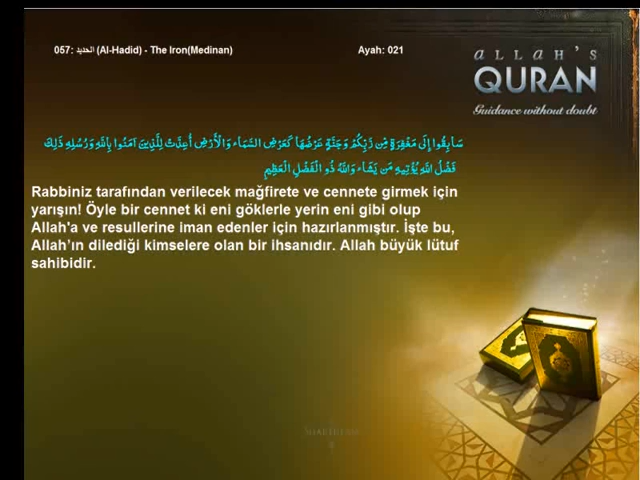 057: الحديد (Al-Hadid) - The Iron(Medinan) Ayah: 021
ALLAH'S
QURAN
Guidance without doubt
سَابِقُوا إِلَى مَغْفِرَةٍ مِّن رَّبِّكُمْ وَجَنَّةٍ عَرْضُهَا كَعَرْضِ السَّمَاء وَالْأَرْضِ أُعِدَّتْ لِلَّذِينَ آمَنُوا بِاللَّهِ وَرُسُلِهِ ذَلِكَ
فَضْلُ اللَّهِ يُؤْتِيهِ مَن يَشَاء وَاللَّهُ ذُو الْفَضْلِ الْعَظِيمِ
Rabbiniz tarafından verilecek mağfirete ve cennete girmek için
yarışın! Öyle bir cennet ki eni göklerle yerin eni gibi olup
Allah'a ve resullerine iman edenler için hazırlanmıştır. İşte bu,
Allah’ın dilediği kimselere olan bir ihsanıdır. Allah büyük lütuf
sahibidir.